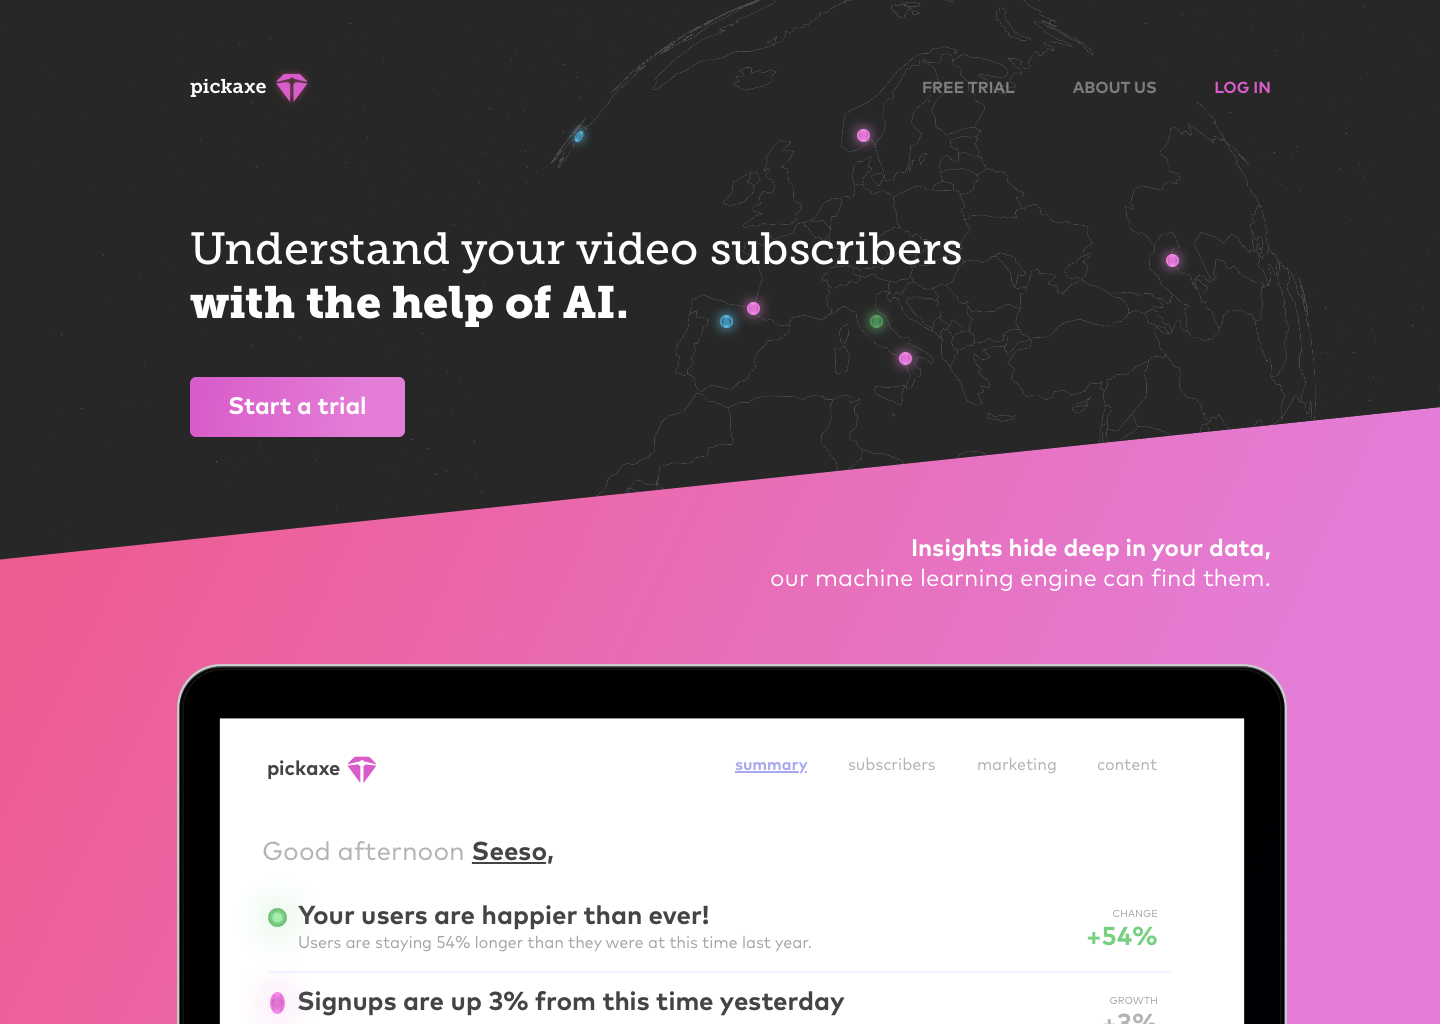 pickaxe
FREE TRIAL
ABOUT US
LOG IN
Understand your video subscribers
with the help of AI.
Start a trial
Insights hide deep in your data,
our machine learning engine can find them.
pickaxe
summary
subscribers
marketing
content
Good afternoon Seeso,
Your users are happier than ever!
Users are staying 54% longer than they were at this time last year.
CHANGE
+54%
Signups are up 3% from this time yesterday
GROWTH
+3%